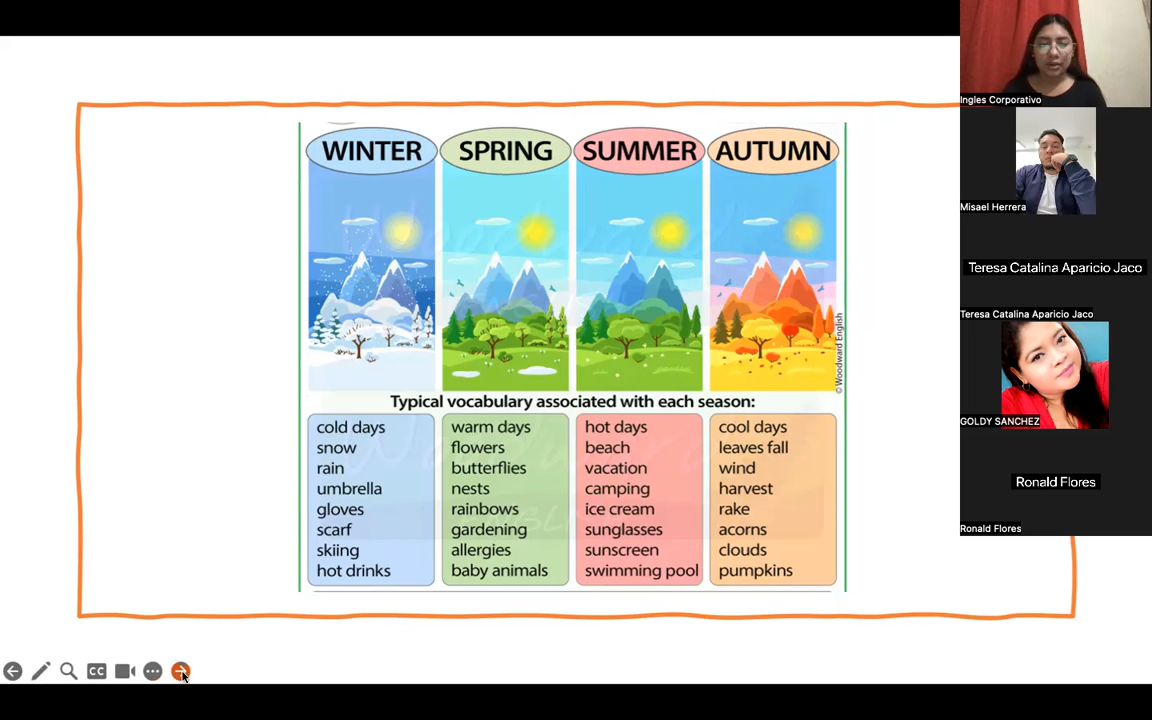 WINTER
SPRING
SUMMER
AUTUMN
© Woodward English
Typical vocabulary associated with each season:
cold days
snow
rain
umbrella
gloves
scarf
skiing
hot drinks
warm days
flowers
butterflies
nests
rainbows
gardening
allergies
baby animals
hot days
beach
vacation
camping
ice cream
sunglasses
sunscreen
swimming pool
cool days
leaves fall
wind
harvest
rake
acorns
clouds
pumpkins
CC
Ingles Corporativo
Misael Herrera
Teresa Catalina Aparicio Jaco
Teresa Catalina Aparicio Jaco
GOLDY SANCHEZ
Ronald Flores
Ronald Flores